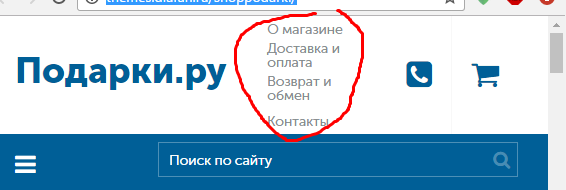 О магазине
Доставка и
оплата
Подарки.ру
Возврат и
обмен
Контакты
Поиск по сайту